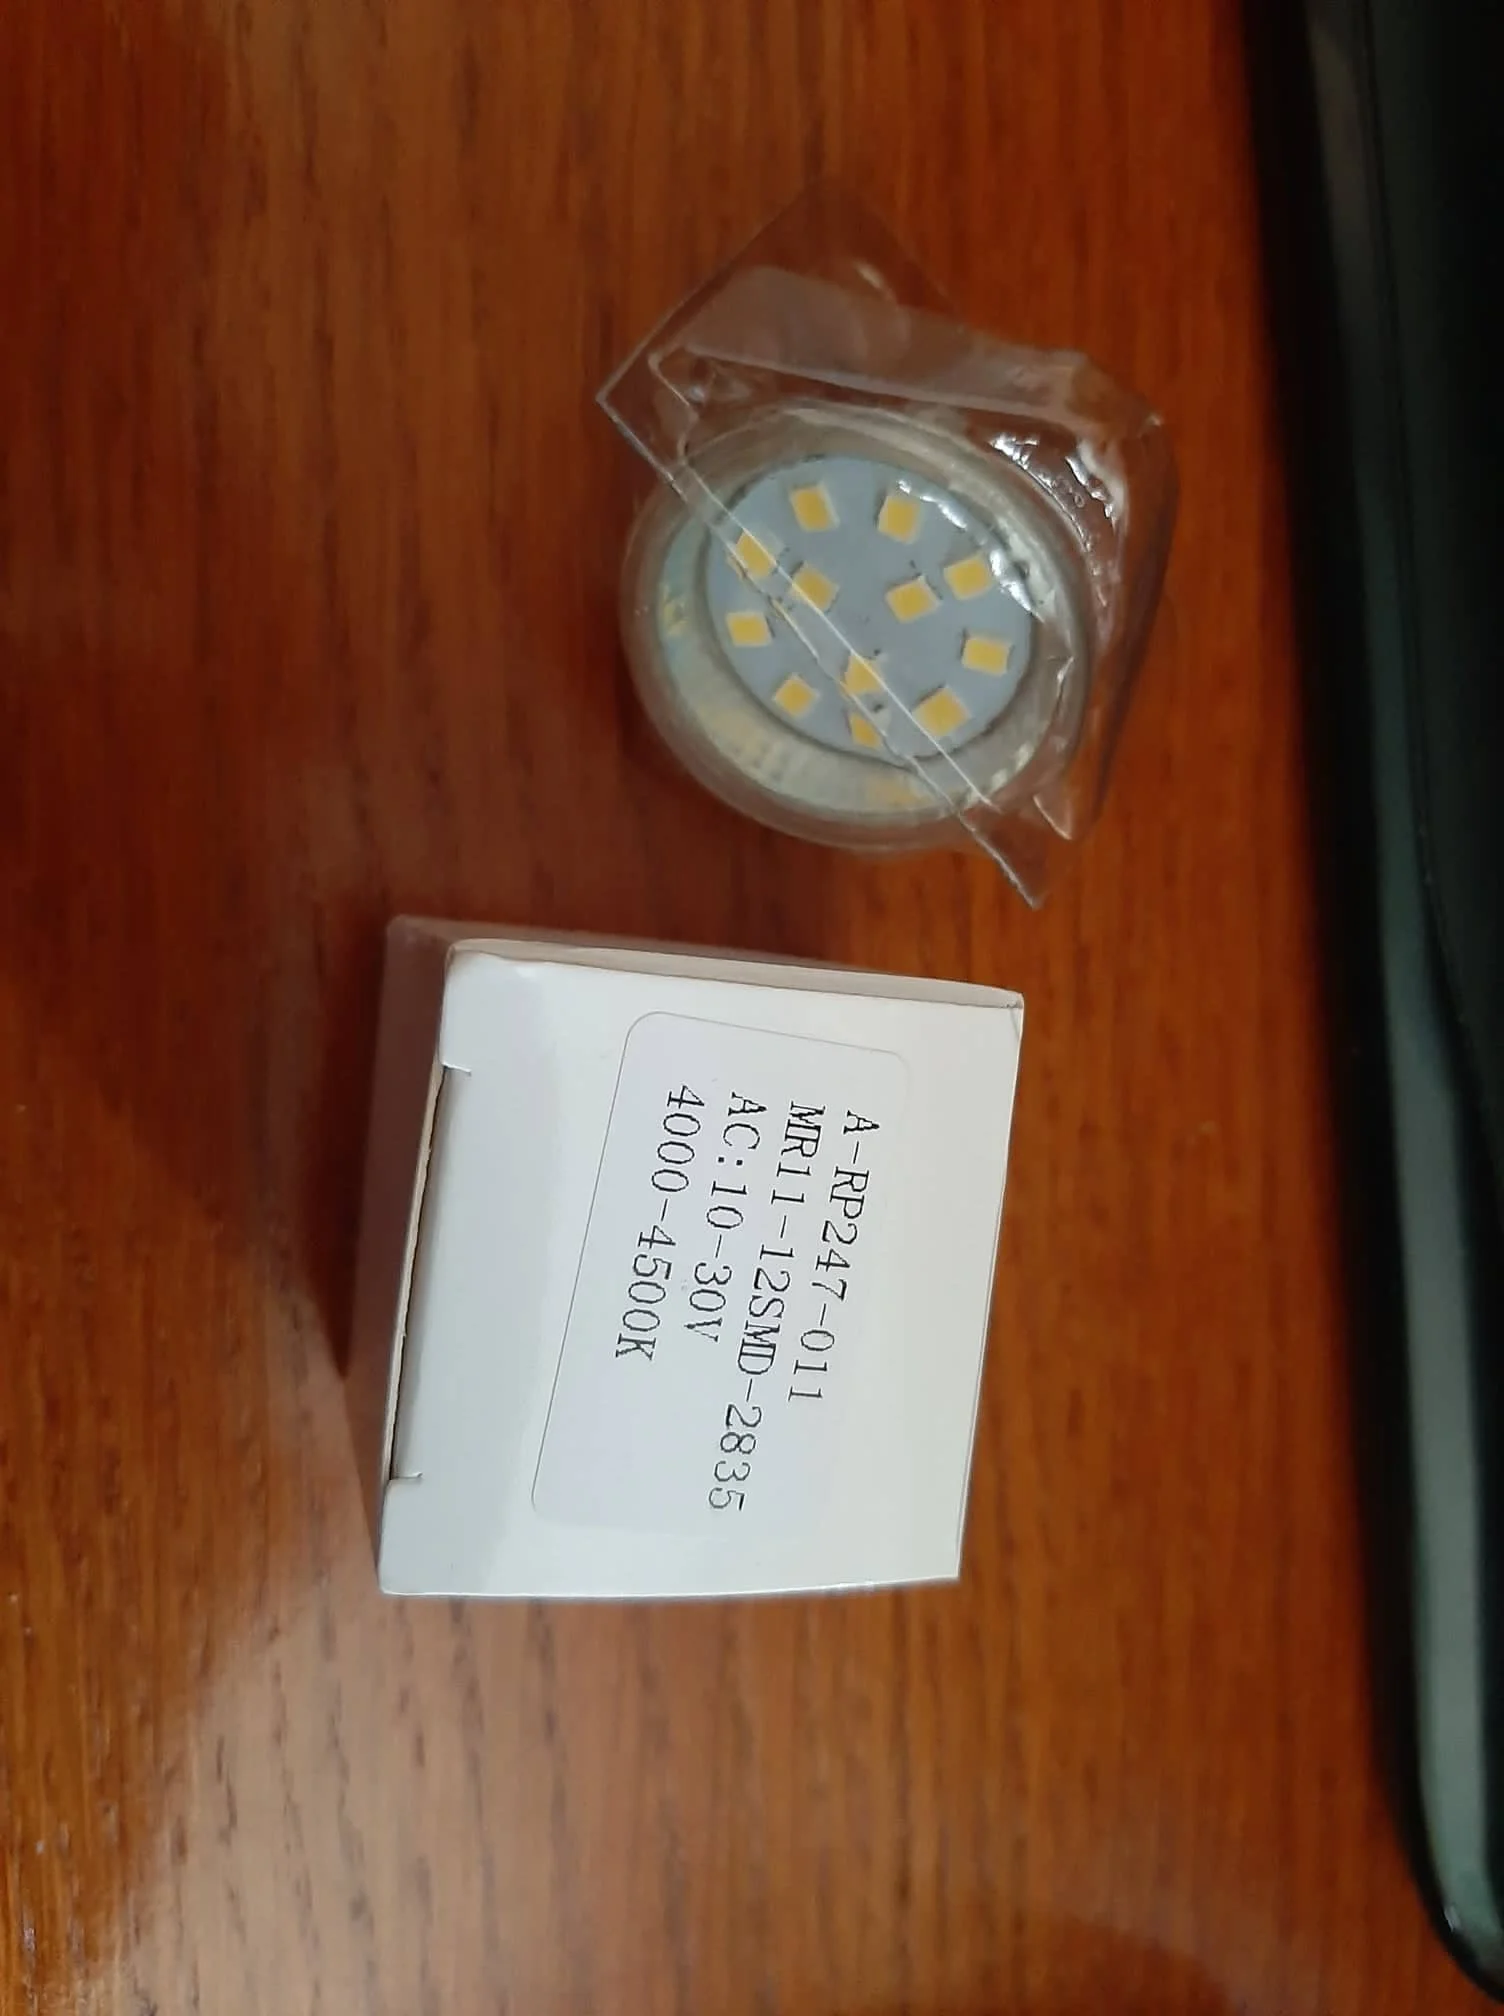 A-RP247-011
MR11-12SMD-2835
AC:10-30V
4000-4500K